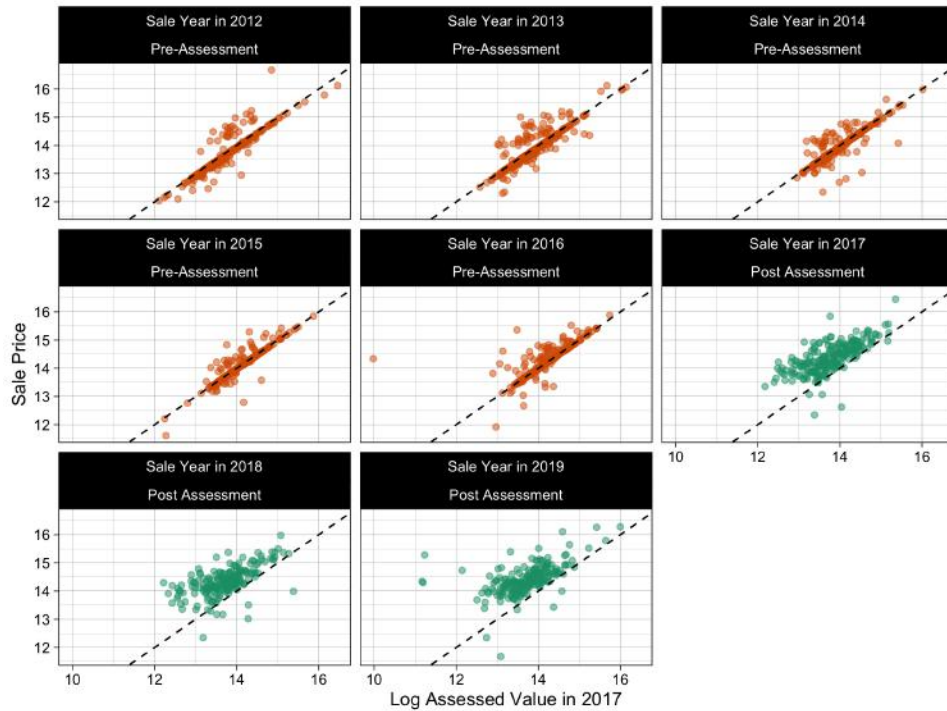 Sale Year in 2012
Pre-Assessment
Sale Year in 2013
Pre-Assessment
Sale Year in 2014
Pre-Assessment
16
15
14
13
12
Sale Year in 2015
Pre-Assessment
Sale Year in 2016
Pre-Assessment
Sale Year in 2017
Post Assessment
16
15
14
13
12
10
12
14
16
Sale Year in 2018
Post Assessment
Sale Year in 2019
Post Assessment
16
15
14
13
12
10
12
14
16
10
12
14
16
Sale Price
Log Assessed Value in 2017